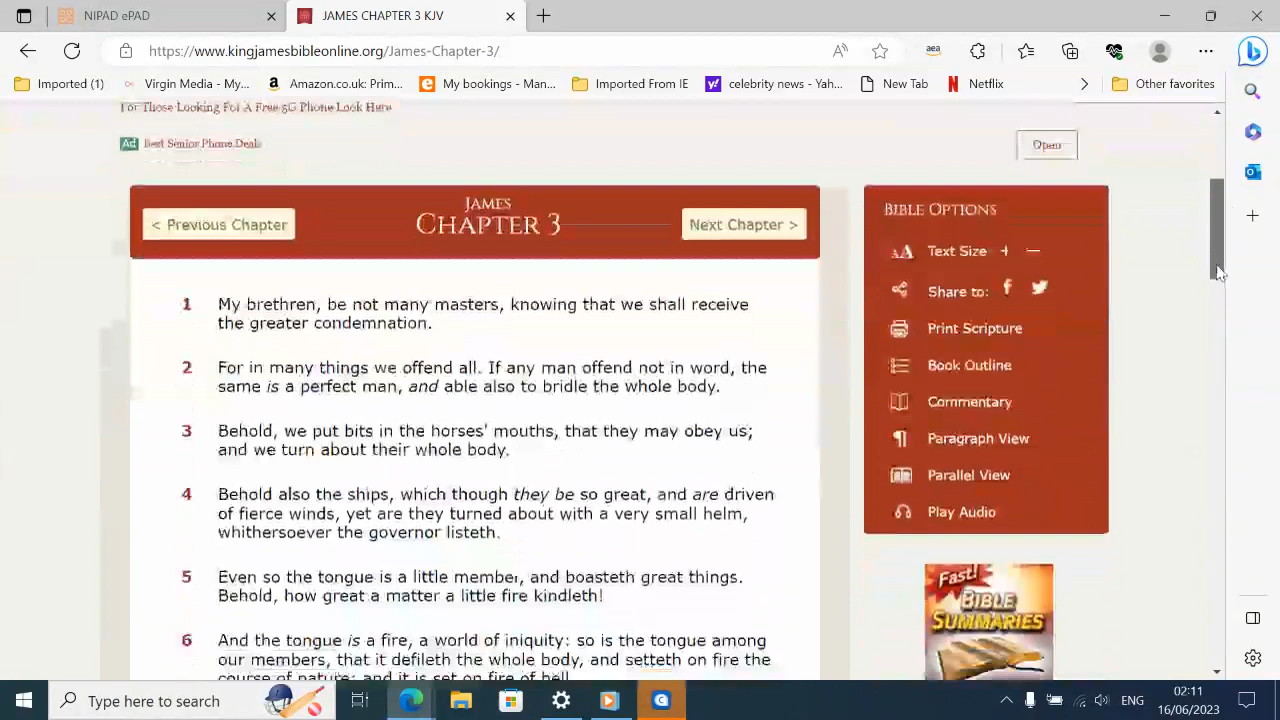 NIPAD ePAD
JAMES CHAPTER 3 KJV
https://www.kingjamesbibleonline.org/James-Chapter-3/
aea
Imported (1)
Virgin Media - My...
Amazon.co.uk: Prim...
My bookings - Man...
Imported From IE
celebrity news - Yah...
New Tab
Netflix
Other favorites
For Those Looking For A Free 5G Phone Look Here
Ad Best Senior Phone Deals
Open
JAMES
< Previous Chapter
CHAPTER 3
Next Chapter >
1 My brethren, be not many masters, knowing that we shall receive
the greater condemnation.
2 For in many things we offend all. If any man offend not in word, the
same is a perfect man, and able also to bridle the whole body.
3 Behold, we put bits in the horses' mouths, that they may obey us;
and we turn about their whole body.
4 Behold also the ships, which though they be so great, and are driven
of fierce winds, yet are they turned about with a very small helm,
whithersoever the governor listeth.
5 Even so the tongue is a little member, and boasteth great things.
Behold, how great a matter a little fire kindleth!
6 And the tongue is a fire, a world of iniquity: so is the tongue among
our members, that it defileth the whole body, and setteth on fire the
course of nature; and it is set on fire of hell.
BIBLE OPTIONS
Text Size + −
Share to:
Print Scripture
Book Outline
Commentary
Paragraph View
Parallel View
Play Audio
Fast!
BIBLE
SUMMARIES
Type here to search
ENG
02:11
16/06/2023